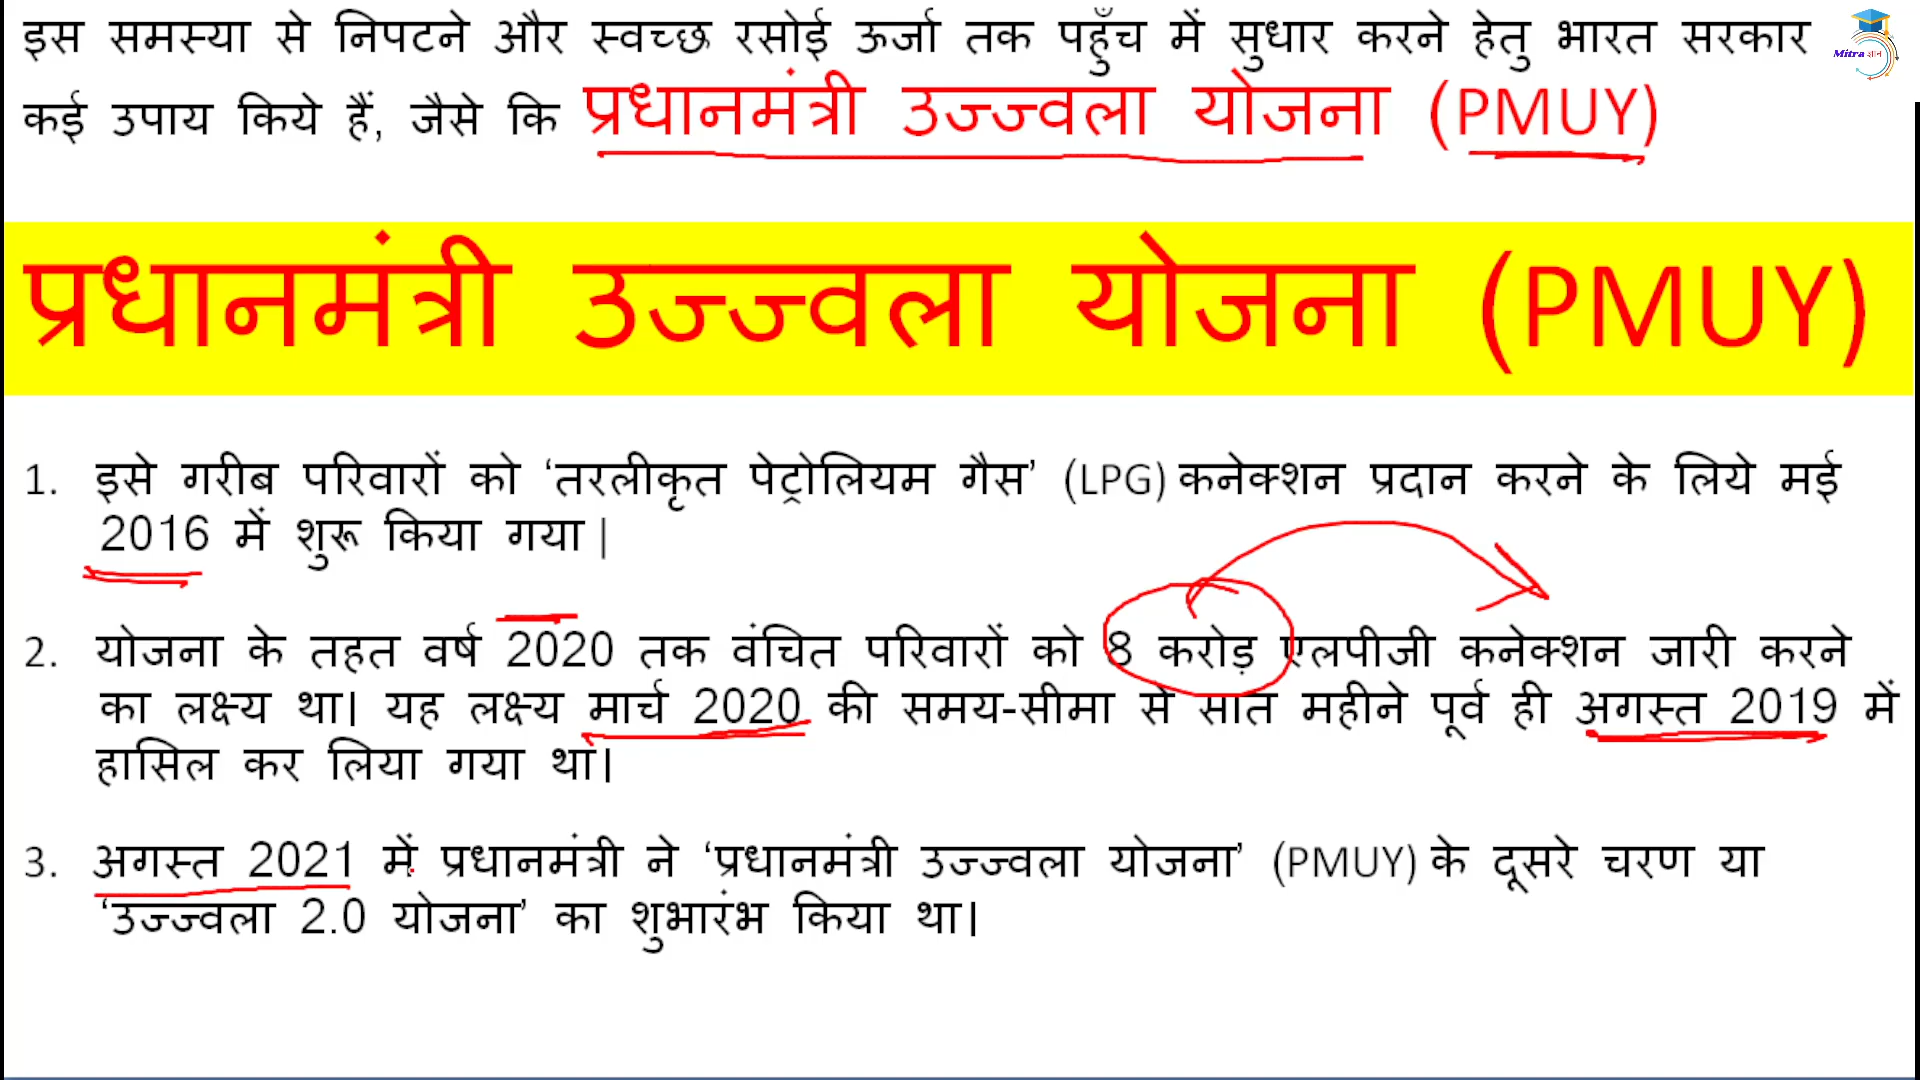 इस समस्या से निपटने और स्वच्छ रसोई ऊर्जा तक पहुँच में सुधार करने हेतु भारत सरकार
Mitra ज्ञान
कई उपाय किये हैं, जैसे कि प्रधानमंत्री उज्ज्वला योजना (PMUY)
प्रधानमंत्री उज्ज्वला योजना (PMUY)
1. इसे गरीब परिवारों को ‘तरलीकृत पेट्रोलियम गैस’ (LPG) कनेक्शन प्रदान करने के लिये मई
2016 में शुरू किया गया|
2. योजना के तहत वर्ष 2020 तक वंचित परिवारों को 8 करोड़ एलपीजी कनेक्शन जारी करने
का लक्ष्य था। यह लक्ष्य मार्च 2020 की समय-सीमा से सात महीने पूर्व ही अगस्त 2019 में
हासिल कर लिया गया था।
3. अगस्त 2021 में प्रधानमंत्री ने ‘प्रधानमंत्री उज्ज्वला योजना’ (PMUY) के दूसरे चरण या
‘उज्ज्वला 2.0 योजना’ का शुभारंभ किया था।